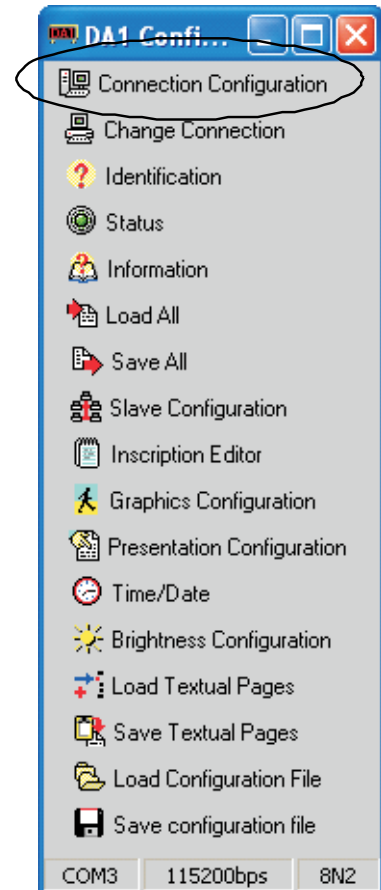 DA1 Confi...
Connection Configuration
Change Connection
Identification
Status
Information
Load All
Save All
Slave Configuration
Inscription Editor
Graphics Configuration
Presentation Configuration
Time/Date
Brightness Configuration
Load Textual Pages
Save Textual Pages
Load Configuration File
Save configuration file
COM3 115200bps 8N2